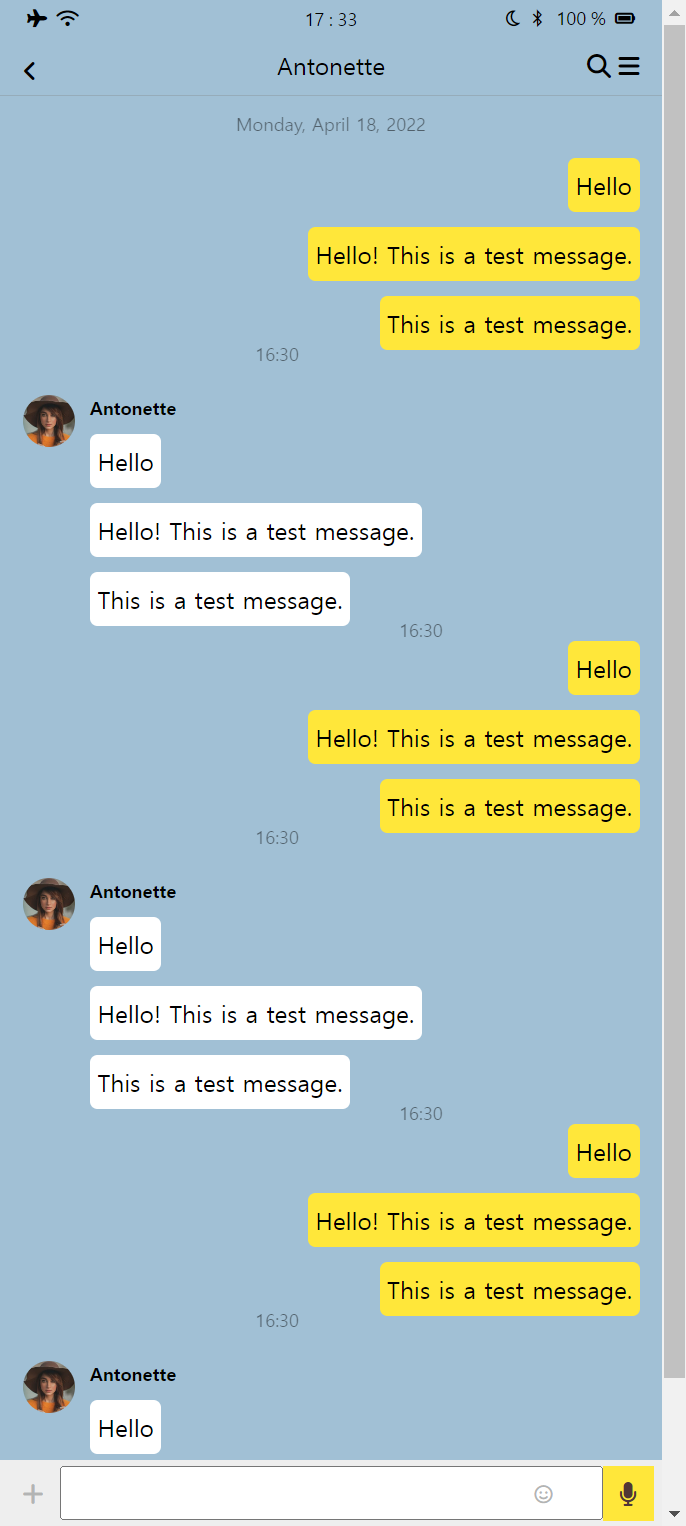 17 : 33 100 %
Antonette
Monday, April 18, 2022
Hello
Hello! This is a test message.
This is a test message.
16:30
Antonette
Hello
Hello! This is a test message.
This is a test message.
16:30
Hello
Hello! This is a test message.
This is a test message.
16:30
Antonette
Hello
Hello! This is a test message.
This is a test message.
16:30
Hello
Hello! This is a test message.
This is a test message.
16:30
Antonette
Hello